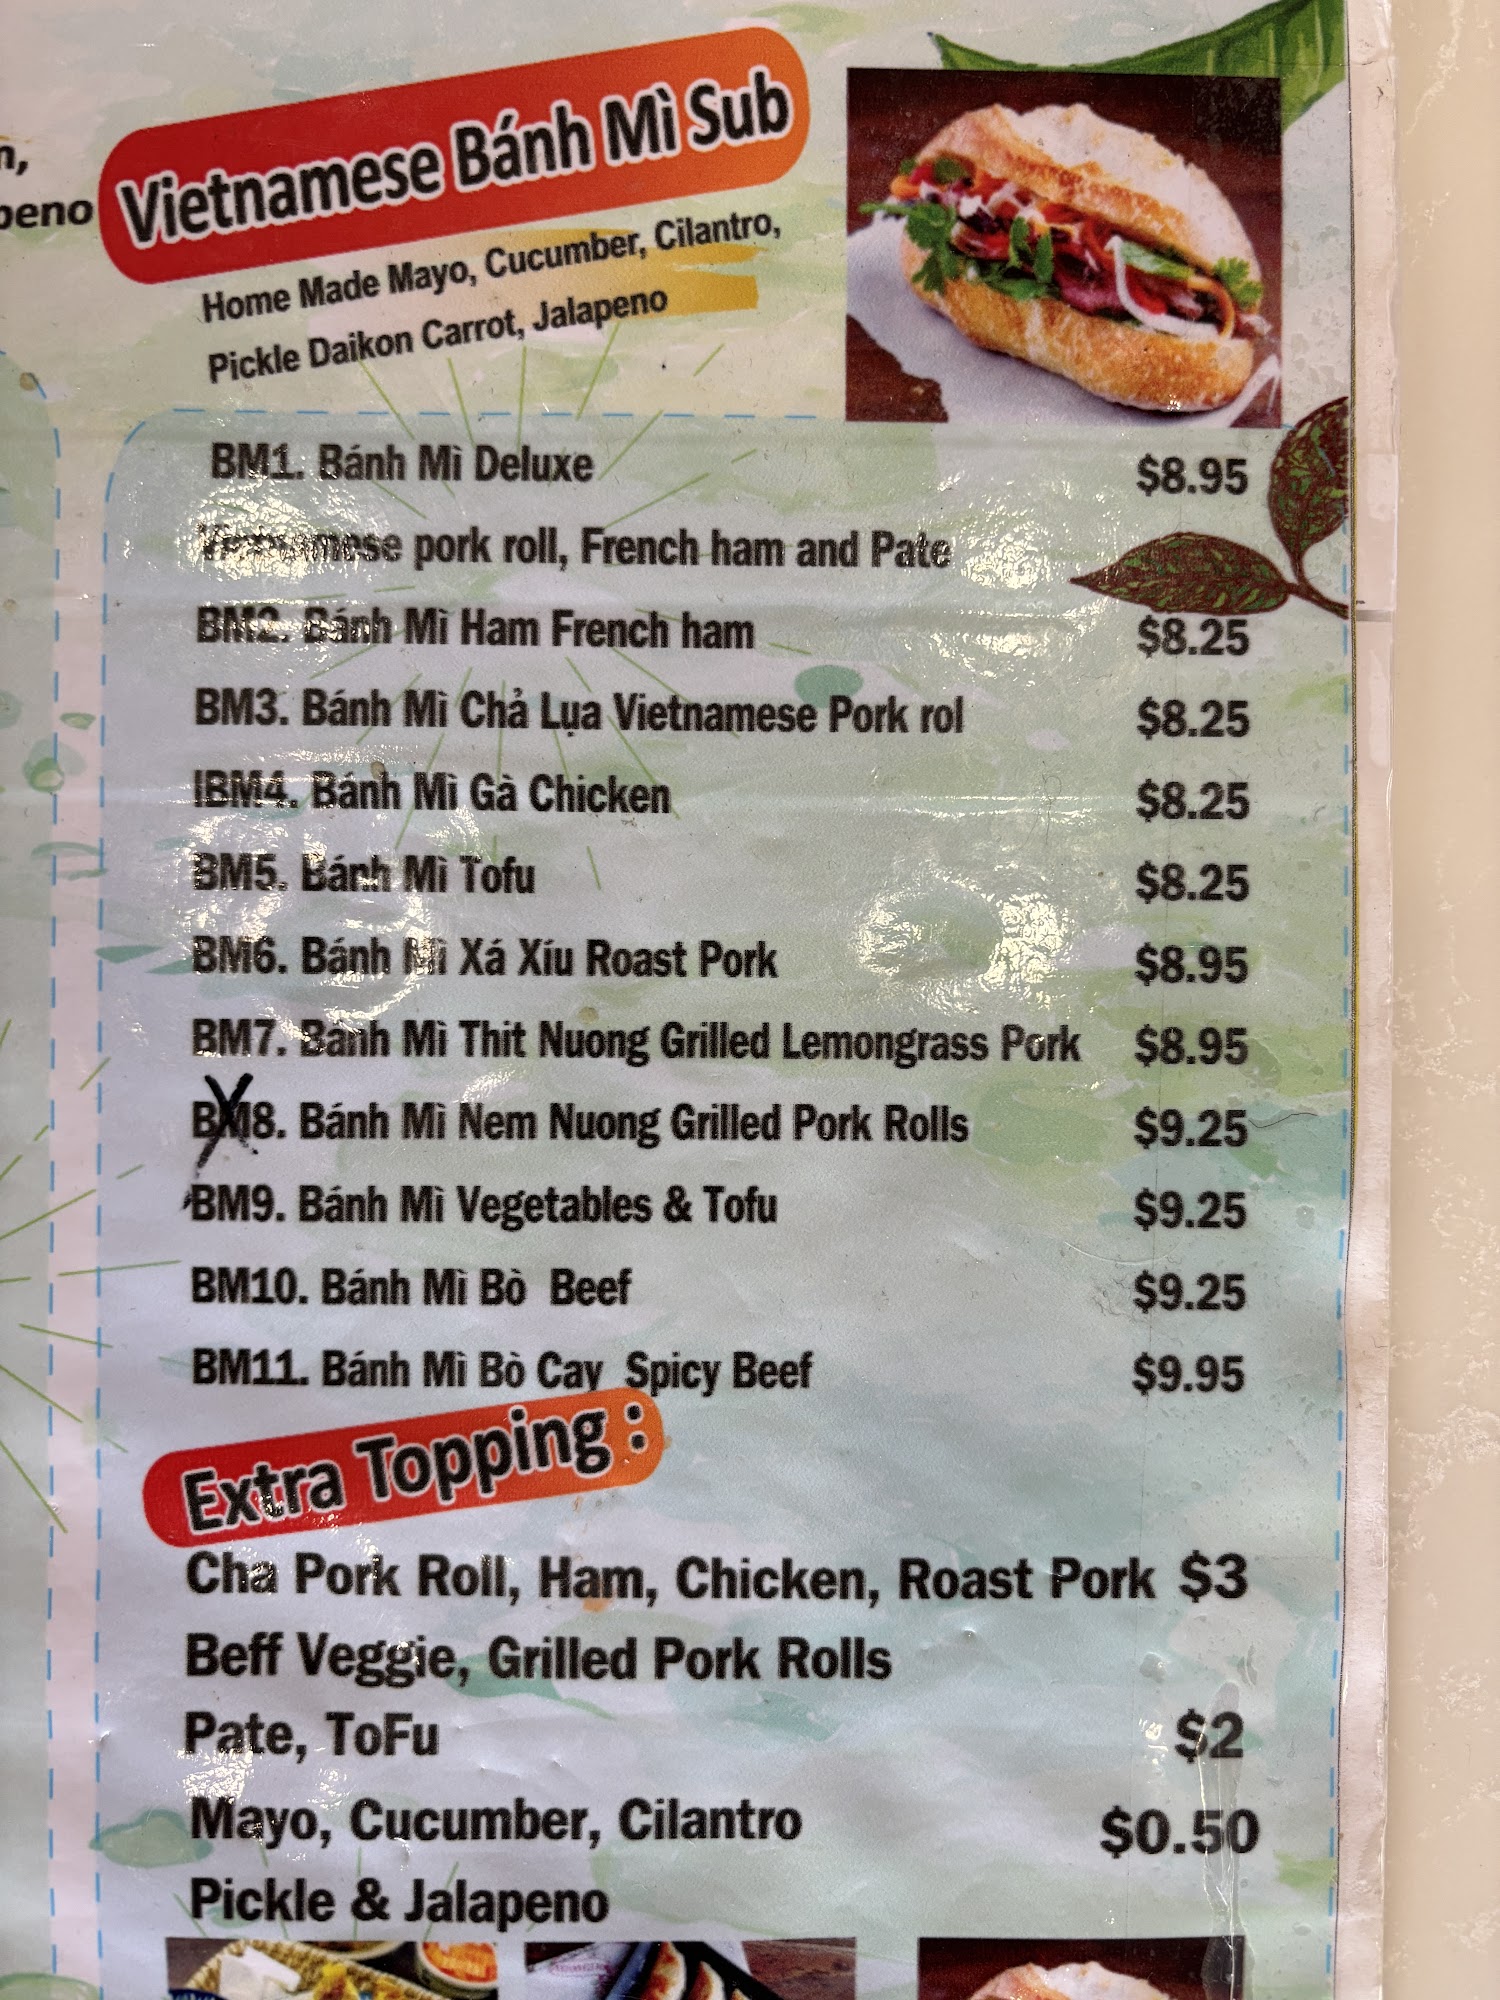 n,
peno
Vietnamese Bánh Mì Sub
Home Made Mayo, Cucumber, Cilantro,
Pickle Daikon Carrot, Jalapeno
BM1. Bánh Mì Deluxe $8.95
Vietnamese pork roll, French ham and Pate
BM2. Bánh Mì Ham French ham $8.25
BM3. Bánh Mì Chả Lụa Vietnamese Pork rol $8.25
IBM4. Bánh Mì Gà Chicken $8.25
BM5. Bánh Mì Tofu $8.25
BM6. Bánh Mì Xá Xíu Roast Pork $8.95
BM7. Bánh Mì Thit Nuong Grilled Lemongrass Pork $8.95
BM8. Bánh Mì Nem Nuong Grilled Pork Rolls $9.25
BM9. Bánh Mì Vegetables & Tofu $9.25
BM10. Bánh Mì Bò Beef $9.25
BM11. Bánh Mì Bò Cay Spicy Beef $9.95
Extra Topping :
Cha Pork Roll, Ham, Chicken, Roast Pork $3
Beff Veggie, Grilled Pork Rolls
Pate, ToFu $2
Mayo, Cucumber, Cilantro $0.50
Pickle & Jalapeno